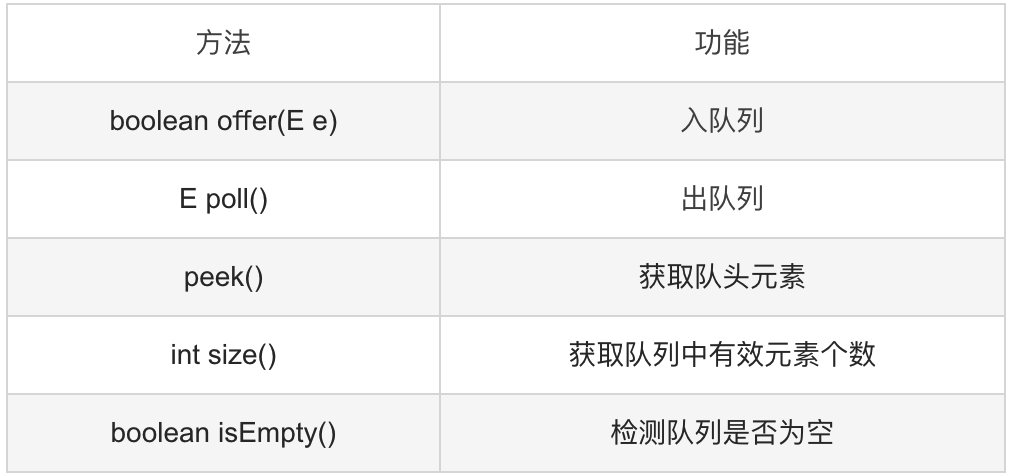 方法 功能
boolean offer(E e) 入队列
E poll() 出队列
peek() 获取队头元素
int size() 获取队列中有效元素个数
boolean isEmpty() 检测队列是否为空